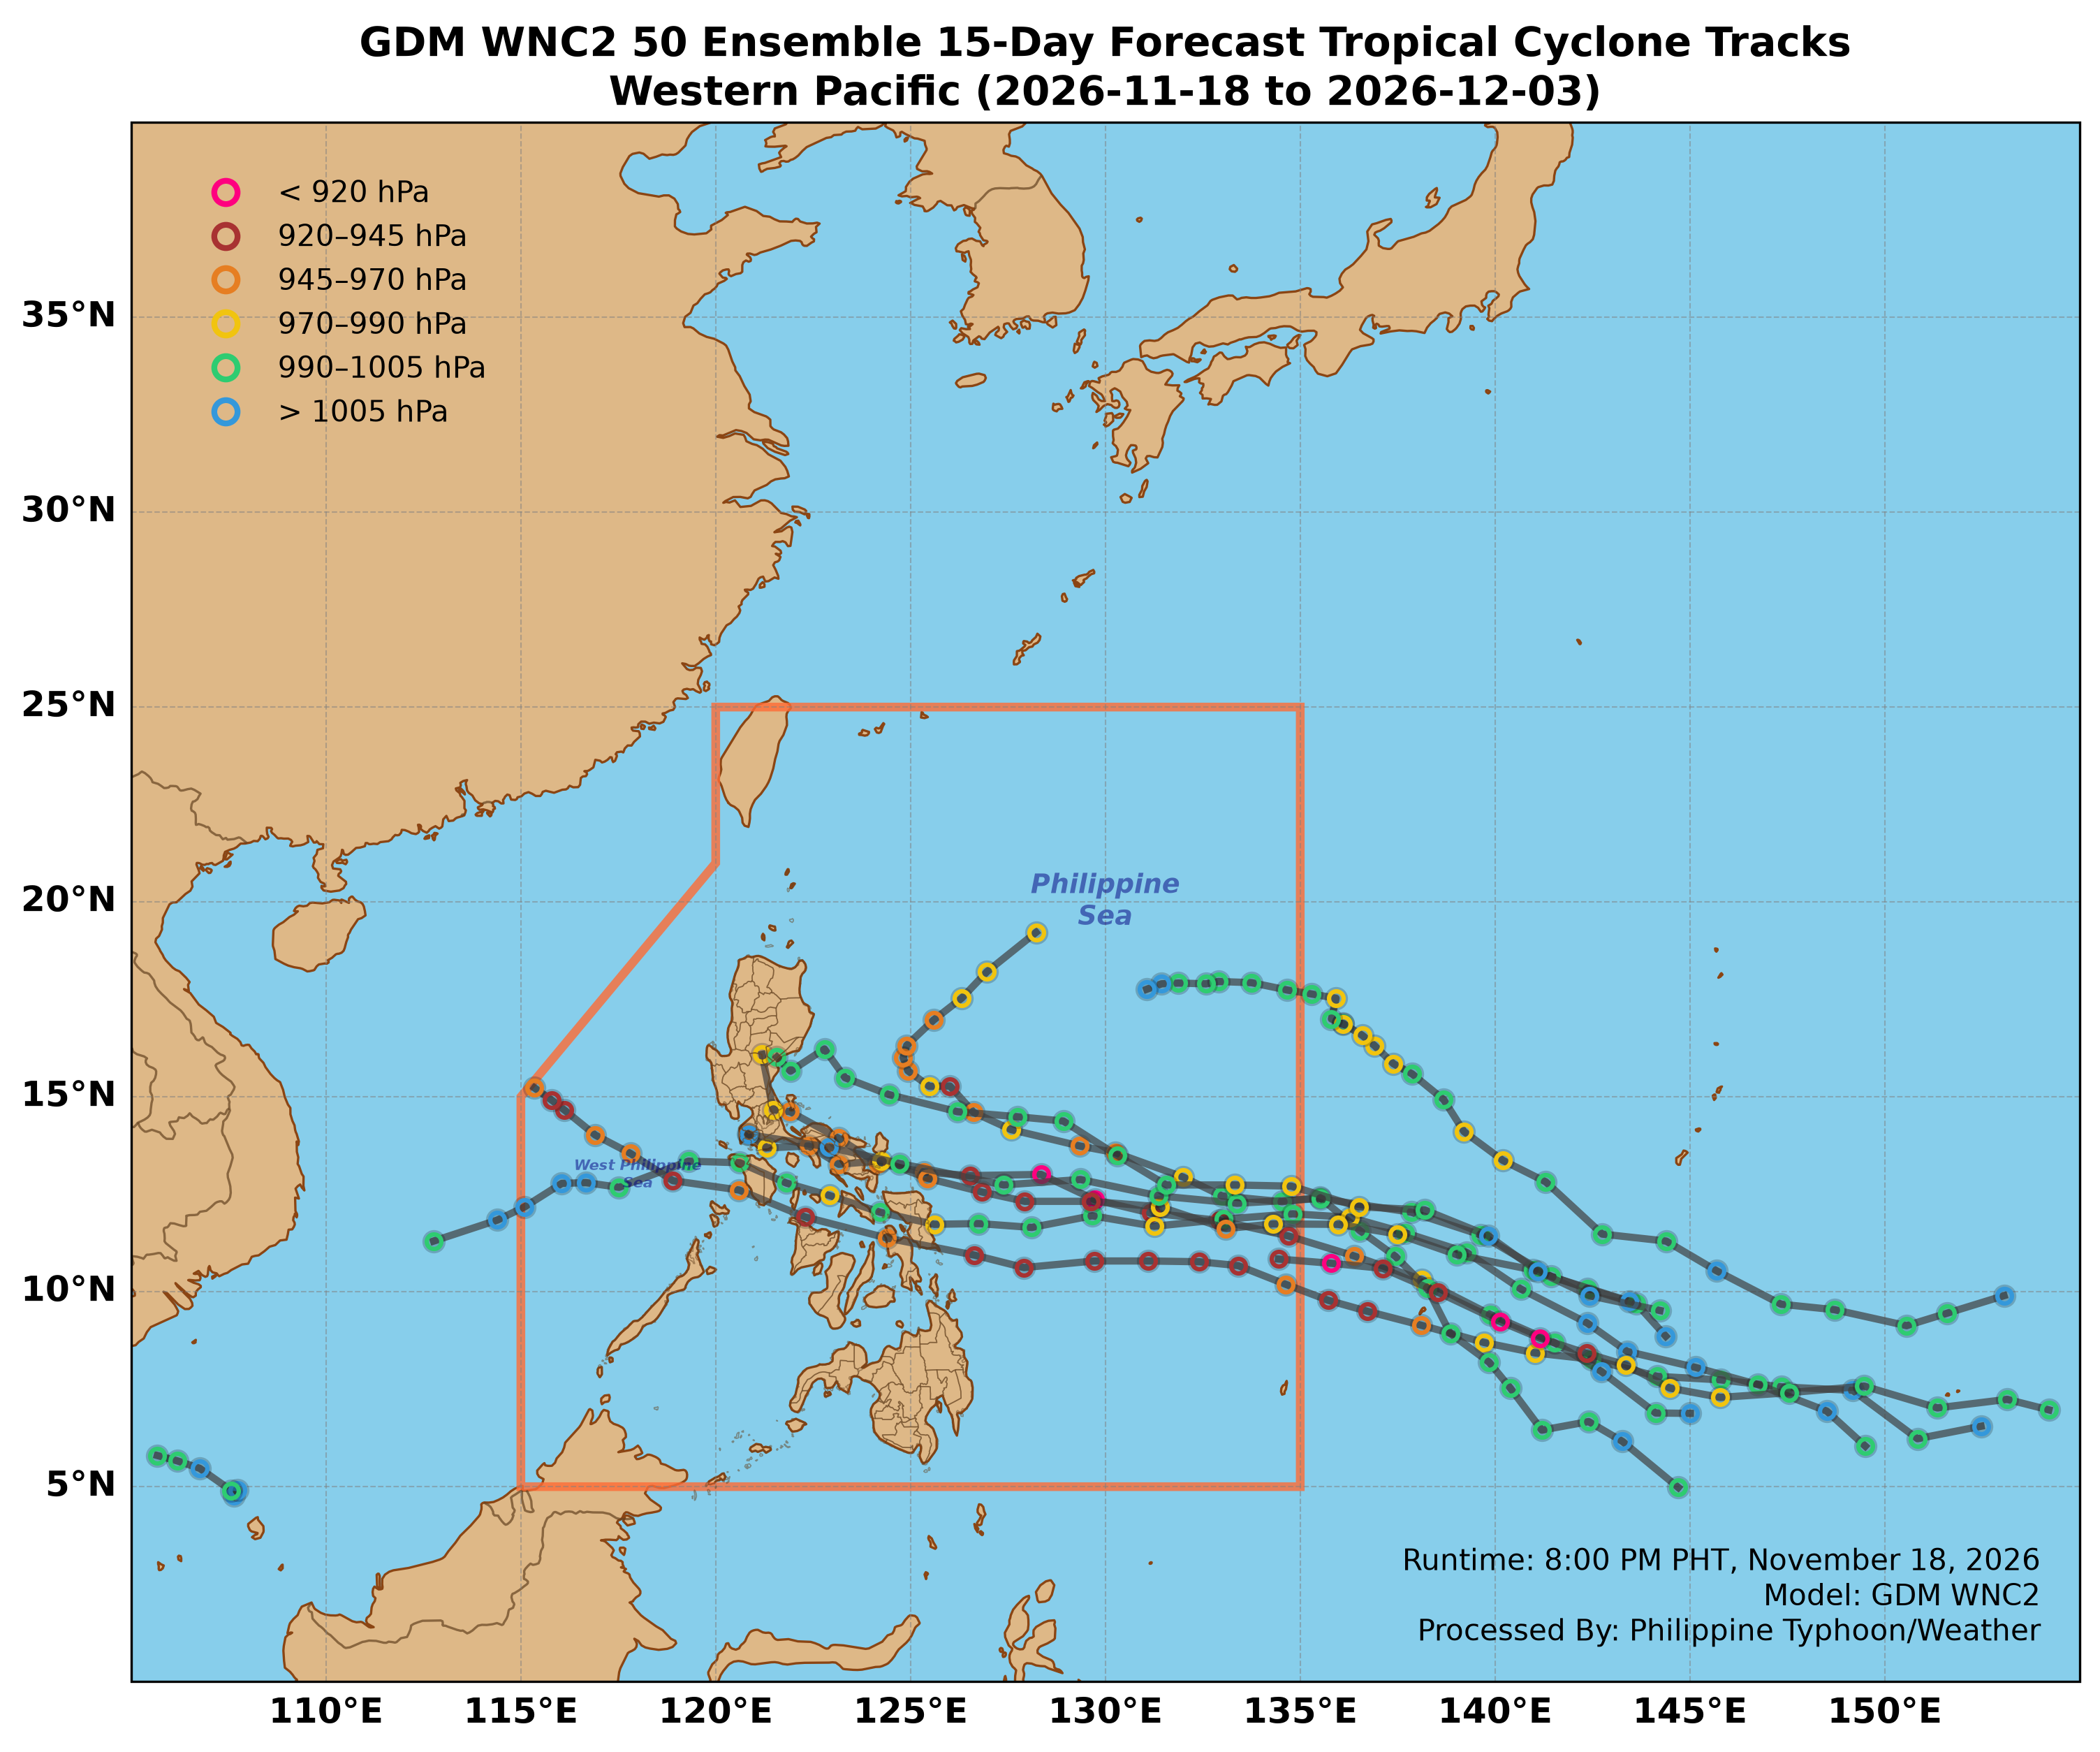 GDM WNC2 50 Ensemble 15-Day Forecast Tropical Cyclone Tracks
Western Pacific (2026-11-18 to 2026-12-03)
< 920 hPa
920–945 hPa
945–970 hPa
970–990 hPa
990–1005 hPa
> 1005 hPa
35°N
30°N
25°N
20°N
15°N
10°N
5°N
Philippine
Sea
West Philippine
Sea
Runtime: 8:00 PM PHT, November 18, 2026
Model: GDM WNC2
Processed By: Philippine Typhoon/Weather
110°E 115°E 120°E 125°E 130°E 135°E 140°E 145°E 150°E